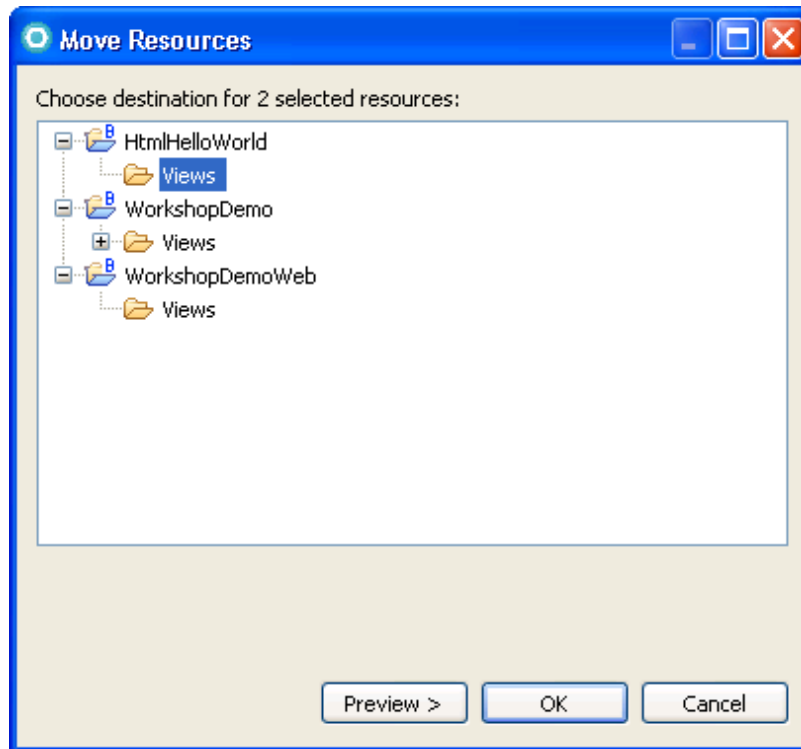 Move Resources
Choose destination for 2 selected resources:
HtmlHelloWorld
Views
WorkshopDemo
Views
WorkshopDemoWeb
Views
Preview > OK Cancel